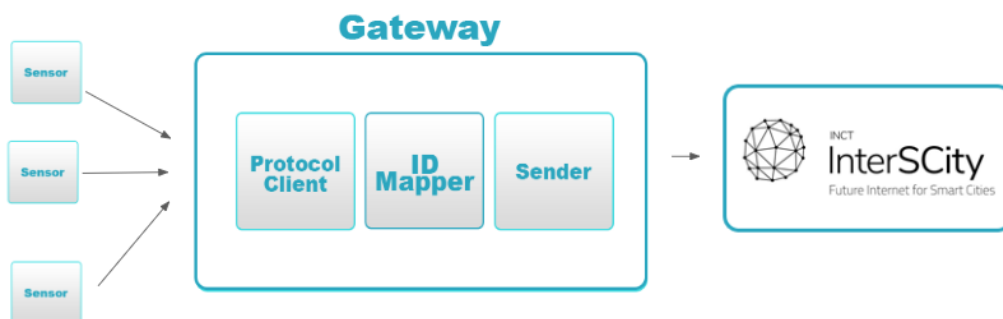 Gateway
Sensor
Sensor
Sensor
Protocol
Client
ID
Mapper
Sender
INCT
InterSCity
Future Internet for Smart Cities